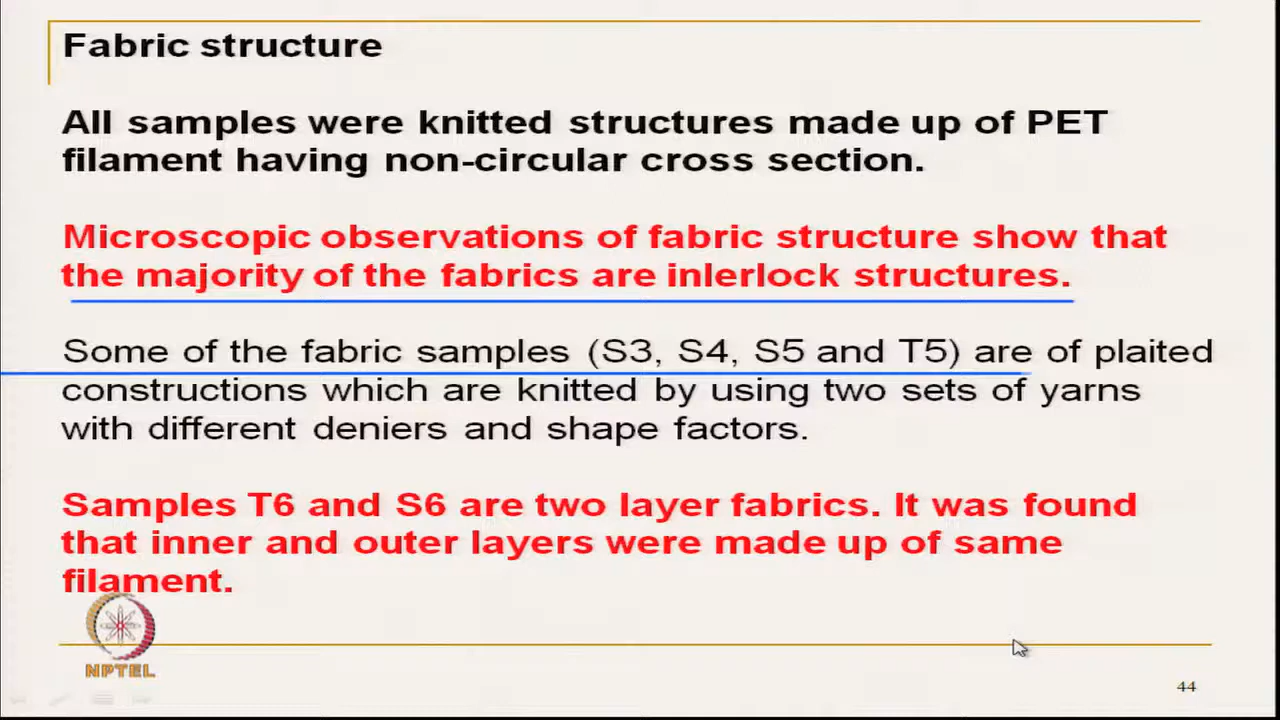 Fabric structure
All samples were knitted structures made up of PET
filament having non-circular cross section.
Microscopic observations of fabric structure show that
the majority of the fabrics are inlerlock structures.
Some of the fabric samples (S3, S4, S5 and T5) are of plaited
constructions which are knitted by using two sets of yarns
with different deniers and shape factors.
Samples T6 and S6 are two layer fabrics. It was found
that inner and outer layers were made up of same
filament.
NPTEL
44